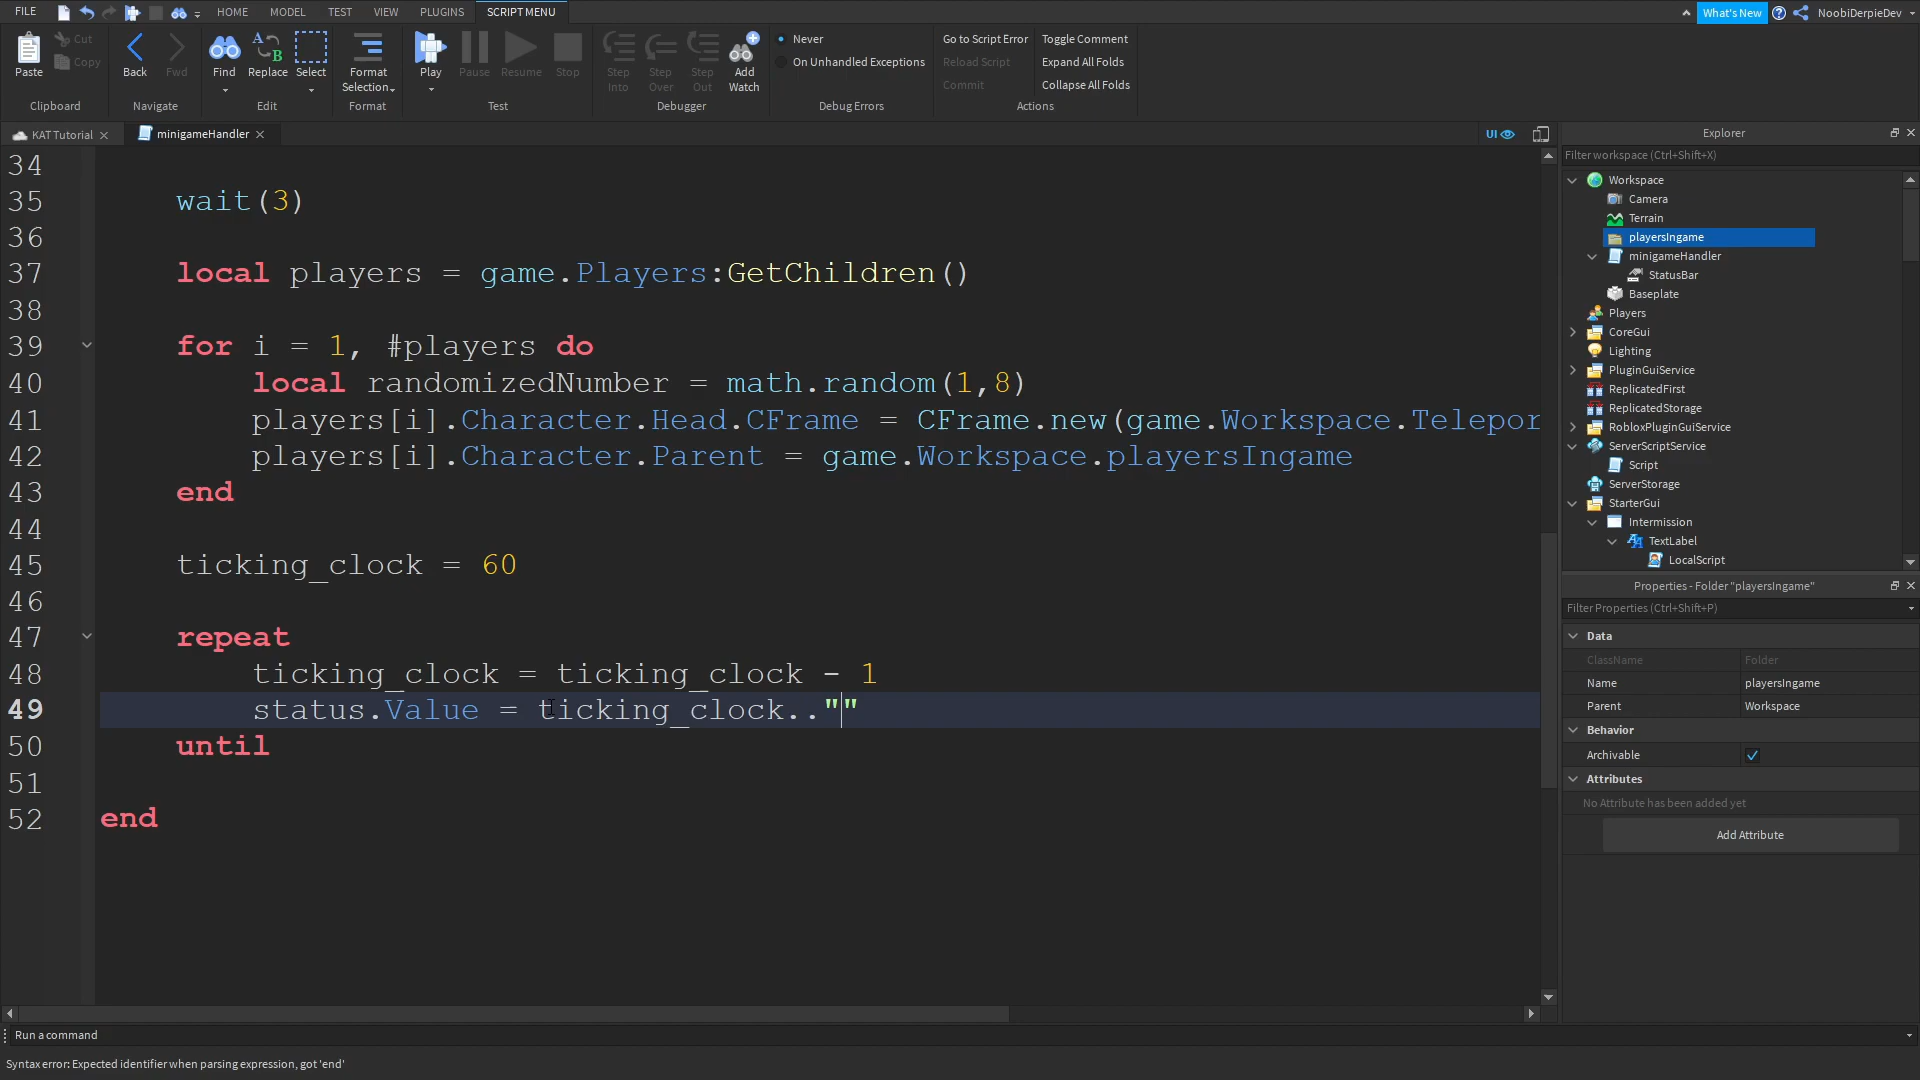 FILE HOME MODEL TEST VIEW PLUGINS SCRIPT MENU What's New NoobiDerpieDev
Paste Cut Copy Clipboard
Back Fwd Navigate
Find Replace Select Edit
Format Selection Format
Play Pause Resume Stop Test
Step Into Step Over Step Out Add Watch Debugger
Never
On Unhandled Exceptions
Debug Errors
Go to Script Error Toggle Comment
Reload Script Expand All Folds
Commit Collapse All Folds
Actions
KAT Tutorial minigameHandler UI
34
35 wait(3)
36
37 local players = game.Players:GetChildren()
38
39 for i = 1, #players do
40 local randomizedNumber = math.random(1,8)
41 players[i].Character.Head.CFrame = CFrame.new(game.Workspace.Telepor
42 players[i].Character.Parent = game.Workspace.playersIngame
43 end
44
45 ticking_clock = 60
46
47 repeat
48 ticking_clock = ticking_clock - 1
49 status.Value = ticking_clock..""
50 until
51
52 end
Explorer
Filter workspace (Ctrl+Shift+X)
Workspace
Camera
Terrain
playersIngame
minigameHandler
StatusBar
Baseplate
Players
CoreGui
Lighting
PluginGuiService
ReplicatedFirst
ReplicatedStorage
RobloxPluginGuiService
ServerScriptService
Script
ServerStorage
StarterGui
Intermission
TextLabel
LocalScript
Properties - Folder "playersIngame"
Filter Properties (Ctrl+Shift+P)
Data
ClassName Folder
Name playersIngame
Parent Workspace
Behavior
Archivable
Attributes
No Attribute has been added yet
Add Attribute
Run a command
Syntax error: Expected identifier when parsing expression, got 'end'